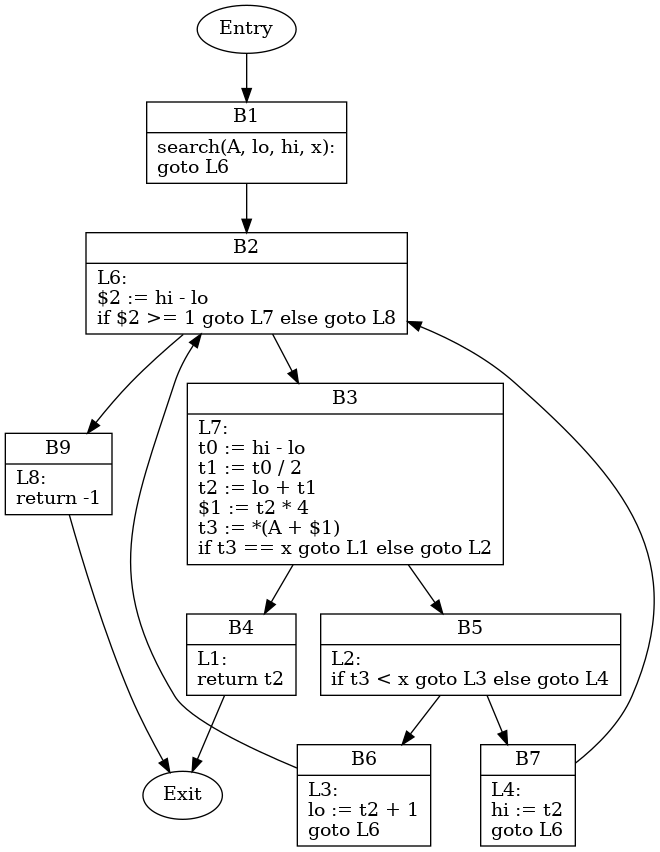 Entry
B1
search(A, lo, hi, x):
goto L6
B2
L6:
$2 := hi - lo
if $2 >= 1 goto L7 else goto L8
B3
L7:
t0 := hi - lo
t1 := t0 / 2
t2 := lo + t1
$1 := t2 * 4
t3 := *(A + $1)
if t3 == x goto L1 else goto L2
B9
L8:
return -1
B4
L1:
return t2
B5
L2:
if t3 < x goto L3 else goto L4
B6
L3:
lo := t2 + 1
goto L6
B7
L4:
hi := t2
goto L6
Exit